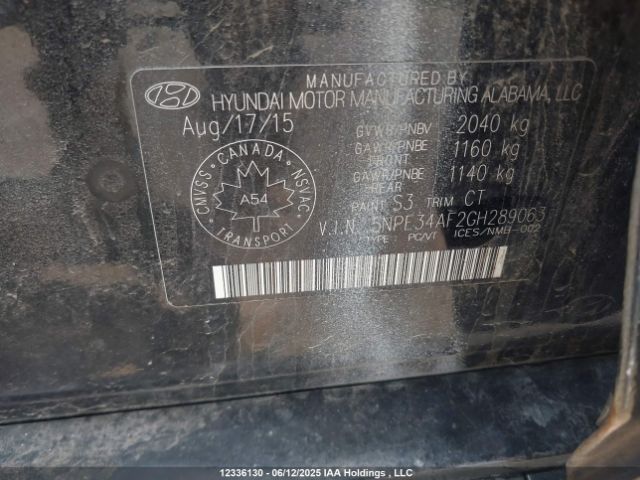 MANUFACTURED BY
HYUNDAI MOTOR MANUFACTURING ALABAMA, LLC
Aug/17/15
GVWR/PNBV 2040 kg
GAWR/PNBE FRONT 1160 kg
GAWR/PNBE REAR 1140 kg
PAINT S3 TRIM CT
V.I.N. 5NPE34AF2GH289063
TYPE: PC/VT ICES/NMB-002
CANADA
CMVSS • NSVAC
A54
TRANSPORT
12336130 - 06/12/2025 IAA Holdings , LLC